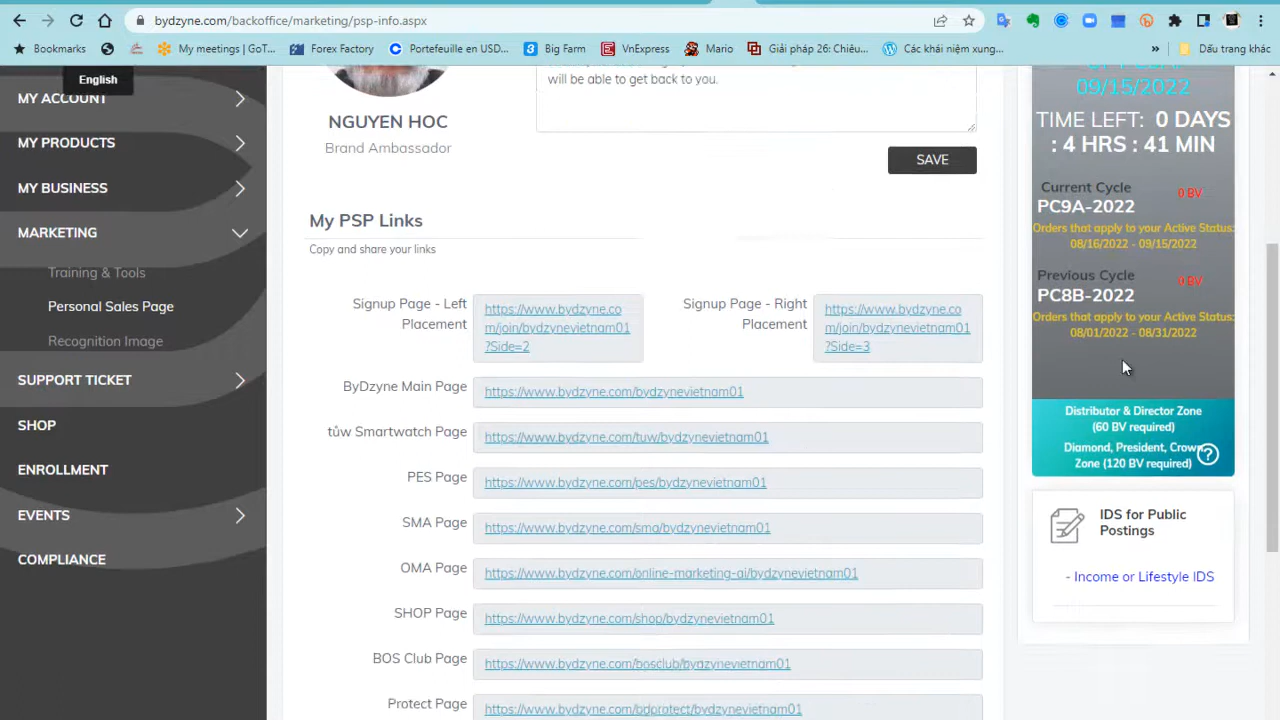 bydzyne.com/backoffice/marketing/psp-info.aspx
Bookmarks
My meetings | GoT...
Forex Factory
Portefeuille en USD...
Big Farm
VnExpress
Mario
Giải pháp 26: Chiêu...
Các khái niệm xung...
»
Dấu trang khác
English
MY ACCOUNT
MY PRODUCTS
MY BUSINESS
MARKETING
Training & Tools
Personal Sales Page
Recognition Image
SUPPORT TICKET
SHOP
ENROLLMENT
EVENTS
COMPLIANCE
NGUYEN HOC
Brand Ambassador
will be able to get back to you.
SAVE
My PSP Links
Copy and share your links
Signup Page - Left
Placement
https://www.bydzyne.co
m/join/bydzynevietnam01
?Side=2
Signup Page - Right
Placement
https://www.bydzyne.co
m/join/bydzynevietnam01
?Side=3
ByDzyne Main Page
https://www.bydzyne.com/bydzynevietnam01
tůw Smartwatch Page
https://www.bydzyne.com/tuw/bydzynevietnam01
PES Page
https://www.bydzyne.com/pes/bydzynevietnam01
SMA Page
https://www.bydzyne.com/sma/bydzynevietnam01
OMA Page
https://www.bydzyne.com/online-marketing-ai/bydzynevietnam01
SHOP Page
https://www.bydzyne.com/shop/bydzynevietnam01
BOS Club Page
https://www.bydzyne.com/bosclub/bydzynevietnam01
Protect Page
https://www.bydzyne.com/bdprotect/bydzynevietnam01
09/15/2022
TIME LEFT: 0 DAYS
: 4 HRS : 41 MIN
Current Cycle
0 BV
PC9A-2022
Orders that apply to your Active Status:
08/16/2022 - 09/15/2022
Previous Cycle
0 BV
PC8B-2022
Orders that apply to your Active Status:
08/01/2022 - 08/31/2022
Distributor & Director Zone
(60 BV required)
Diamond, President, Crown
Zone (120 BV required)
?
IDS for Public
Postings
- Income or Lifestyle IDS